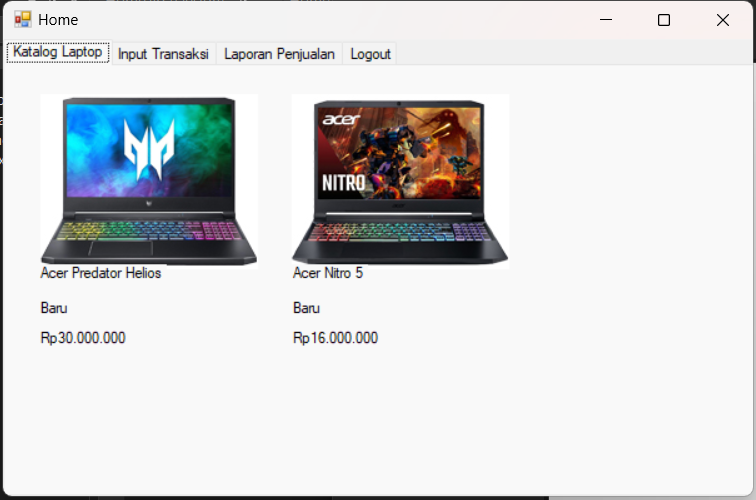 Home
Katalog Laptop
Input Transaksi
Laporan Penjualan
Logout
acer
NITRO
Acer Predator Helios
Acer Nitro 5
Baru
Baru
Rp30.000.000
Rp16.000.000